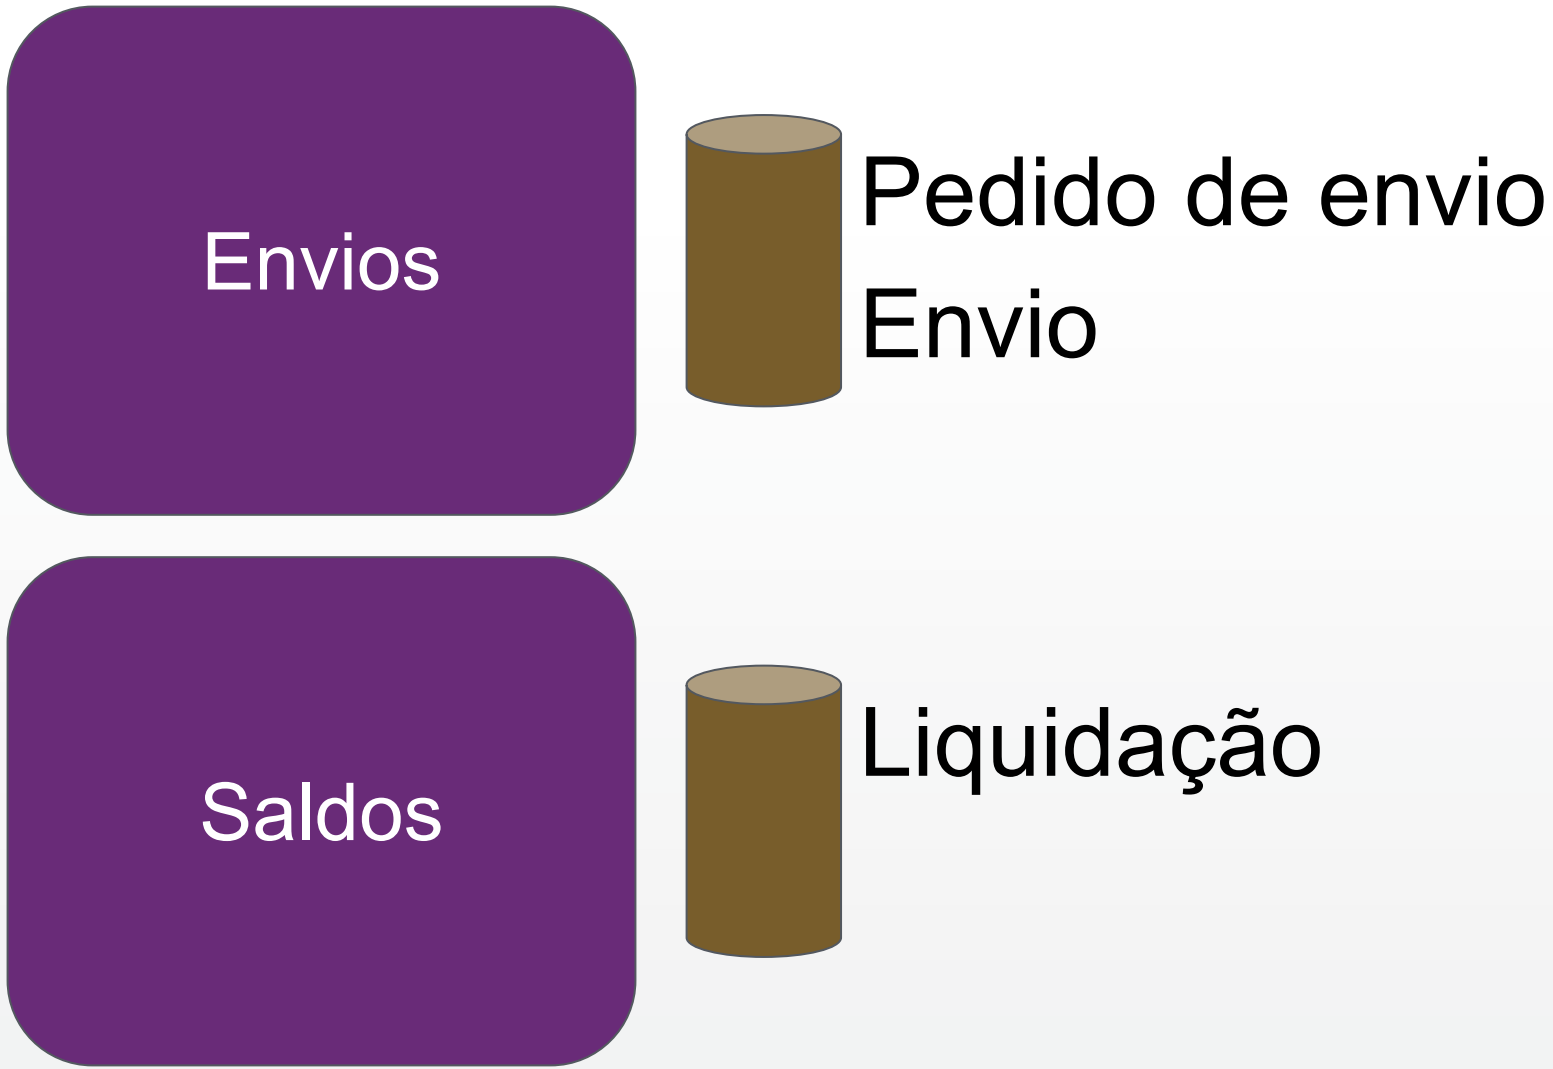 Envios
Pedido de envio
Envio
Saldos
Liquidação